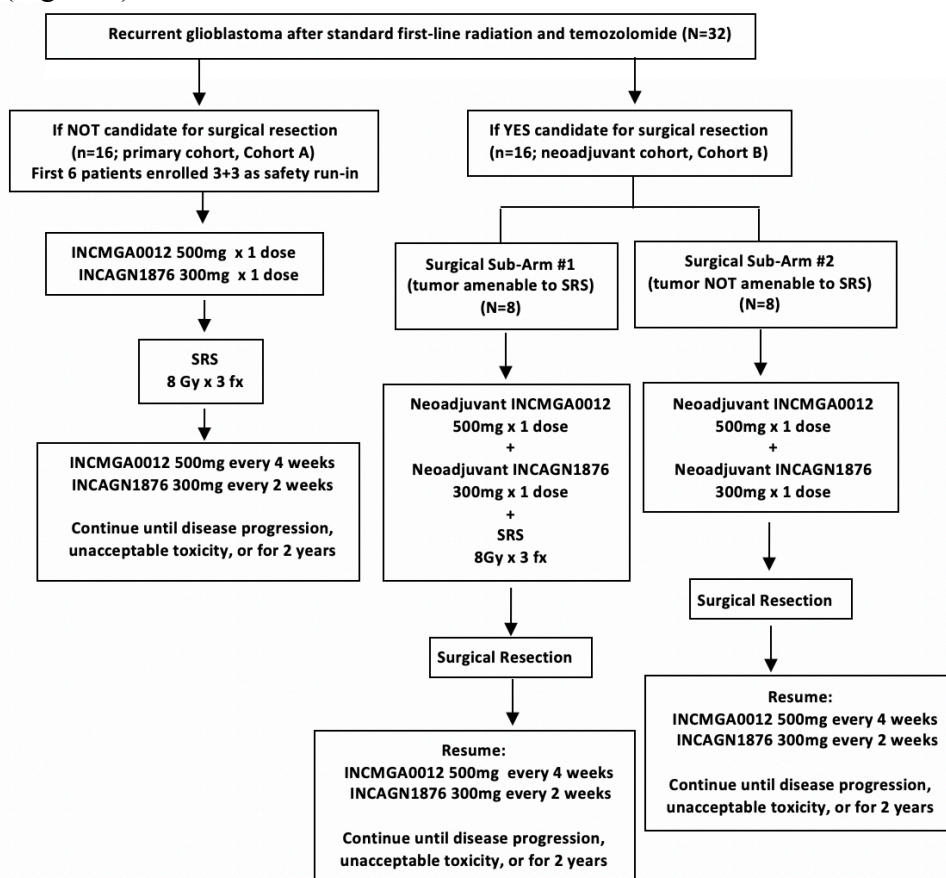 Recurrent glioblastoma after standard first-line radiation and temozolomide (N=32)
If NOT candidate for surgical resection
(n=16; primary cohort, Cohort A)
First 6 patients enrolled 3+3 as safety run-in
If YES candidate for surgical resection
(n=16; neoadjuvant cohort, Cohort B)
INCMGA0012 500mg x 1 dose
INCAGN1876 300mg x 1 dose
SRS
8 Gy x 3 fx
INCMGA0012 500mg every 4 weeks
INCAGN1876 300mg every 2 weeks
Continue until disease progression,
unacceptable toxicity, or for 2 years
Surgical Sub-Arm #1
(tumor amenable to SRS)
(N=8)
Neoadjuvant INCMGA0012
500mg x 1 dose
+
Neoadjuvant INCAGN1876
300mg x 1 dose
+
SRS
8Gy x 3 fx
Surgical Resection
Resume:
INCMGA0012 500mg every 4 weeks
INCAGN1876 300mg every 2 weeks
Continue until disease progression,
unacceptable toxicity, or for 2 years
Surgical Sub-Arm #2
(tumor NOT amenable to SRS)
(N=8)
Neoadjuvant INCMGA0012
500mg x 1 dose
+
Neoadjuvant INCAGN1876
300mg x 1 dose
Surgical Resection
Resume:
INCMGA0012 500mg every 4 weeks
INCAGN1876 300mg every 2 weeks
Continue until disease progression,
unacceptable toxicity, or for 2 years